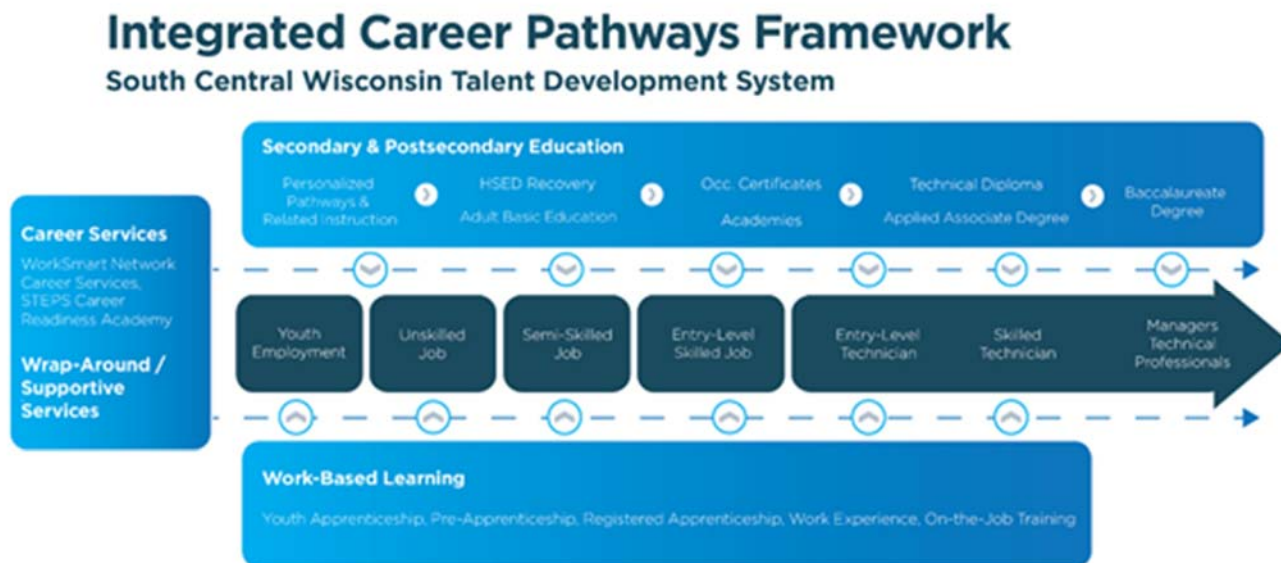 Integrated Career Pathways Framework
South Central Wisconsin Talent Development System
Secondary & Postsecondary Education
Personalized
Pathways &
Related Instruction
HSED Recovery
Adult Basic Education
Occ. Certificates
Academies
Technical Diploma
Applied Associate Degree
Baccalaureate
Degree
Career Services
WorkSmart Network
Career Services,
STEPS Career
Readiness Academy
Wrap-Around /
Supportive
Services
Youth
Employment
Unskilled
Job
Semi-Skilled
Job
Entry-Level
Skilled Job
Entry-Level
Technician
Skilled
Technician
Managers
Technical
Professionals
Work-Based Learning
Youth Apprenticeship, Pre-Apprenticeship, Registered Apprenticeship, Work Experience, On-the-Job Training